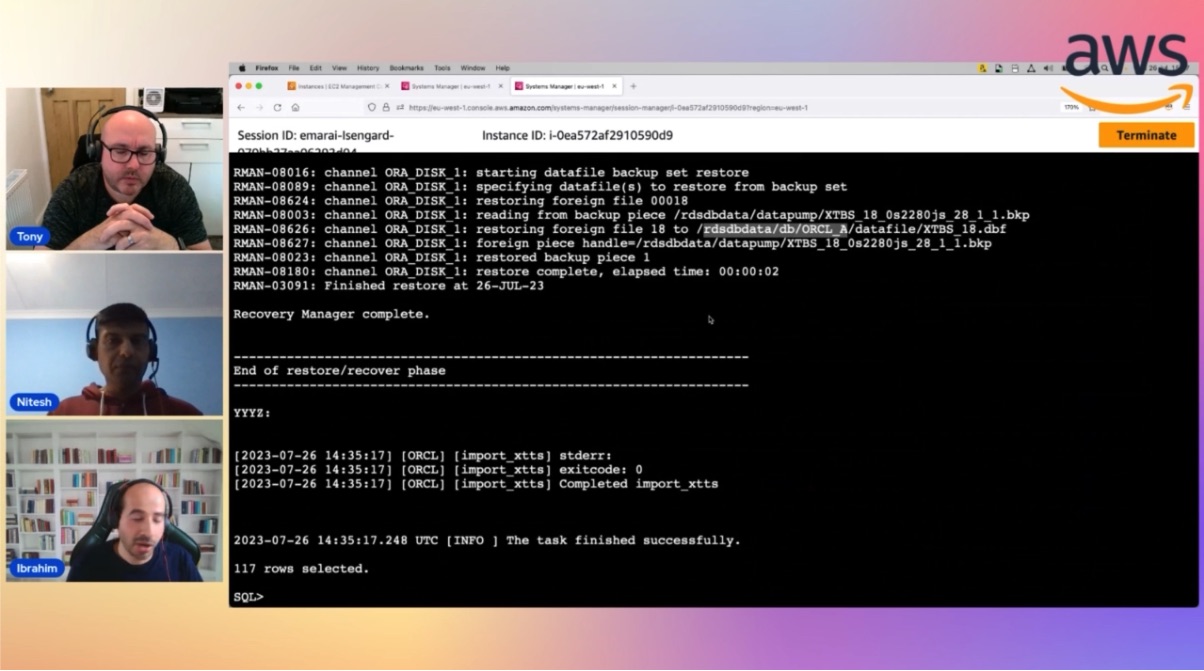 aws
Firefox File Edit View History Bookmarks Tools Window Help
Instances | EC2 Management Systems Manager | eu-west-1 Systems Manager | eu-west-1
https://eu-west-1.console.aws.amazon.com/systems-manager/session-manager/i-0ea572af2910590d9?region=eu-west-1
170%
Session ID: emarai-Isengard-
Instance ID: i-0ea572af2910590d9
Terminate
RMAN-08016: channel ORA_DISK_1: starting datafile backup set restore
RMAN-08089: channel ORA_DISK_1: specifying datafile(s) to restore from backup set
RMAN-08624: channel ORA_DISK_1: restoring foreign file 00018
RMAN-08003: channel ORA_DISK_1: reading from backup piece /rdsdbdata/datapump/XTBS_18_0s2280js_28_1_1.bkp
RMAN-08626: channel ORA_DISK_1: restoring foreign file 18 to /rdsdbdata/db/ORCL_A/datafile/XTBS_18.dbf
RMAN-08627: channel ORA_DISK_1: foreign piece handle=/rdsdbdata/datapump/XTBS_18_0s2280js_28_1_1.bkp
RMAN-08023: channel ORA_DISK_1: restored backup piece 1
RMAN-08180: channel ORA_DISK_1: restore complete, elapsed time: 00:00:02
RMAN-03091: Finished restore at 26-JUL-23
Recovery Manager complete.
--------------------------------------------------------------------
End of restore/recover phase
--------------------------------------------------------------------
YYYZ:
[2023-07-26 14:35:17] [ORCL] [import_xtts] stderr:
[2023-07-26 14:35:17] [ORCL] [import_xtts] exitcode: 0
[2023-07-26 14:35:17] [ORCL] [import_xtts] Completed import_xtts
2023-07-26 14:35:17.248 UTC [INFO ] The task finished successfully.
117 rows selected.
SQL>
Tony
Nitesh
Ibrahim